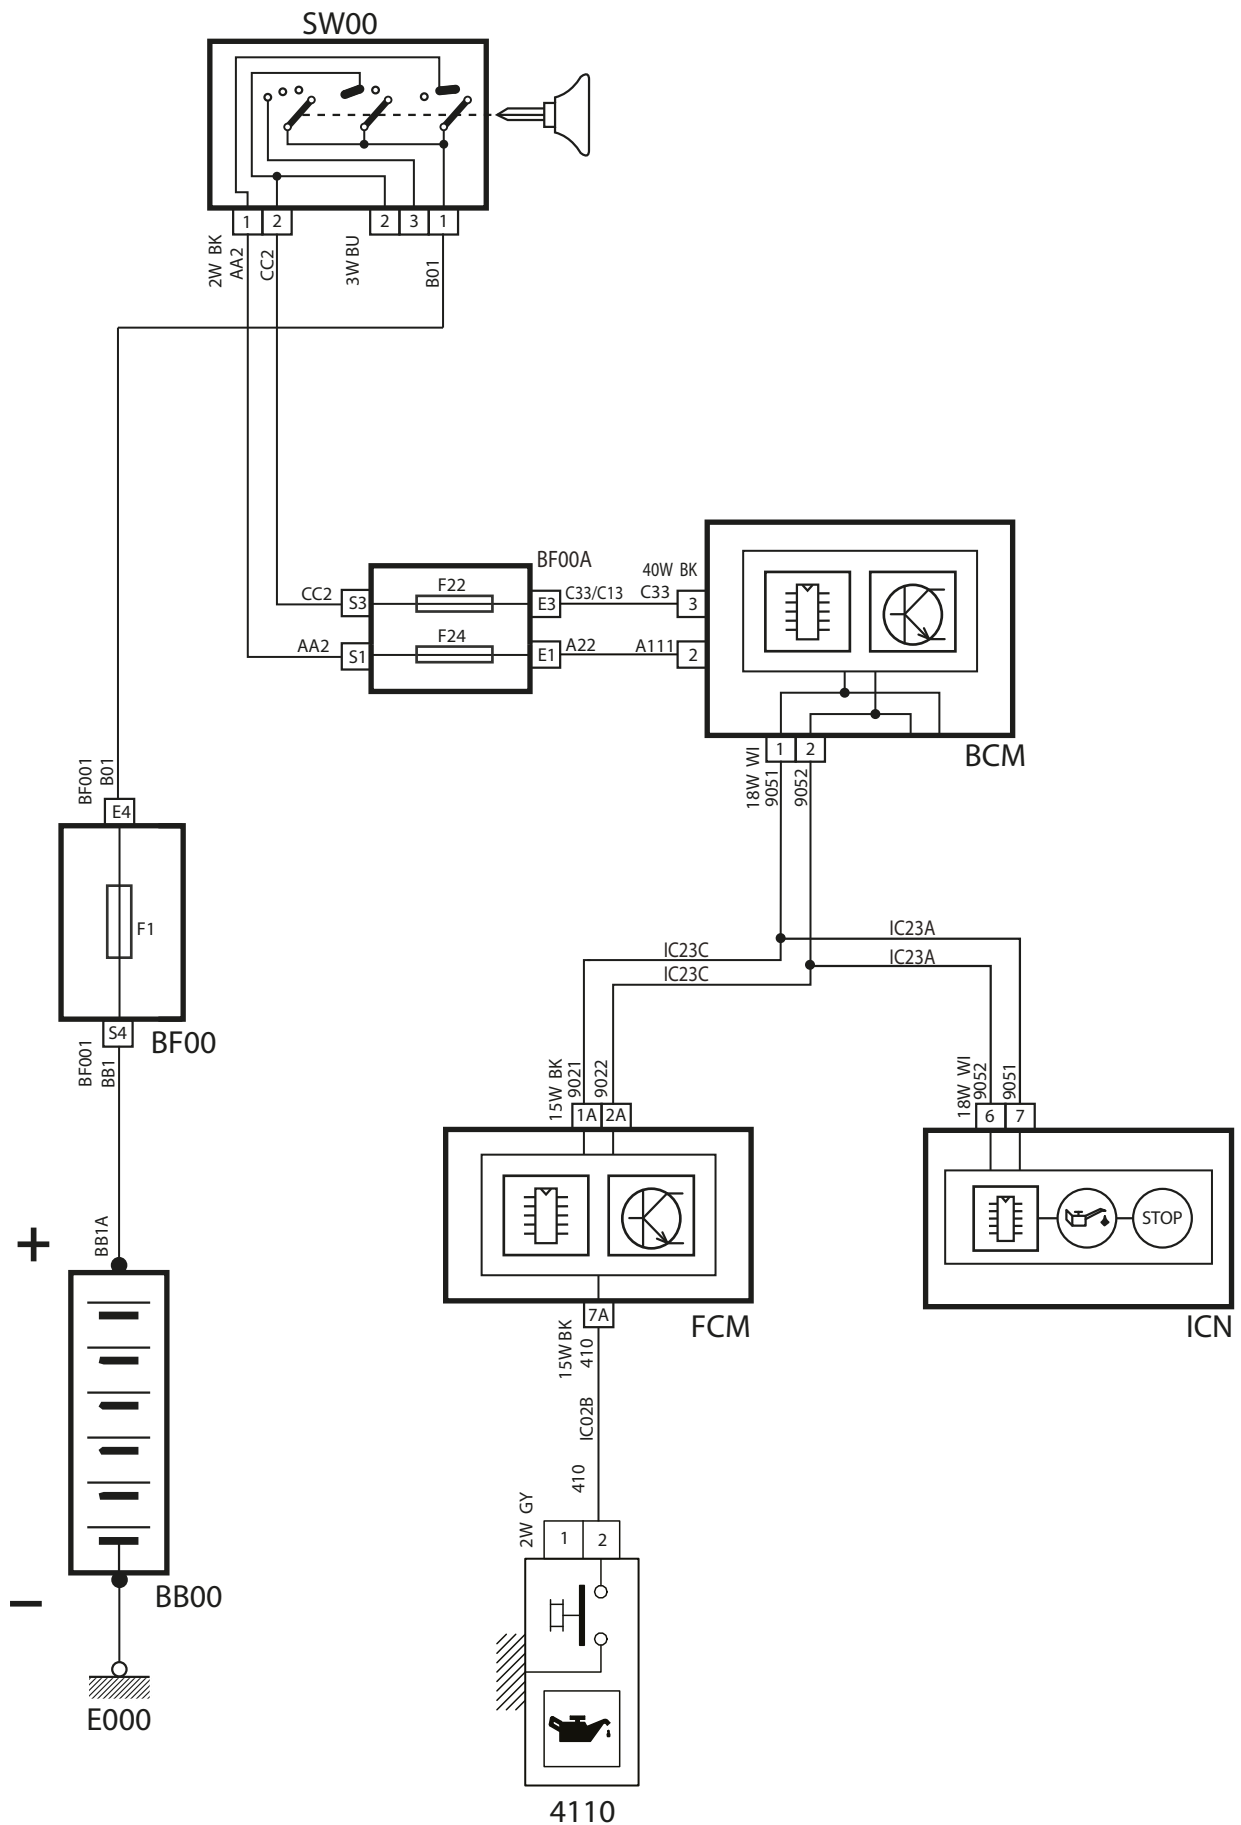 SW00
1 2 2 3 1
2W BK
AA2
CC2
3W BU
B01
BF00A
F22
CC2
S3
E3
C33/C13
C33
40W BK
3
F24
AA2
S1
E1
A22
A111
2
BCM
1 2
18W WI
9051
9052
BF001
B01
E4
F1
S4
BF00
BF001
BB1
IC23A
IC23C
IC23A
IC23C
15W BK
9021
9022
1A 2A
18W WI
9052
9051
6 7
STOP
FCM
ICN
7A
15W BK
410
IC02B
410
BB1A
+
2W GY
1 2
−
BB00
E000
4110